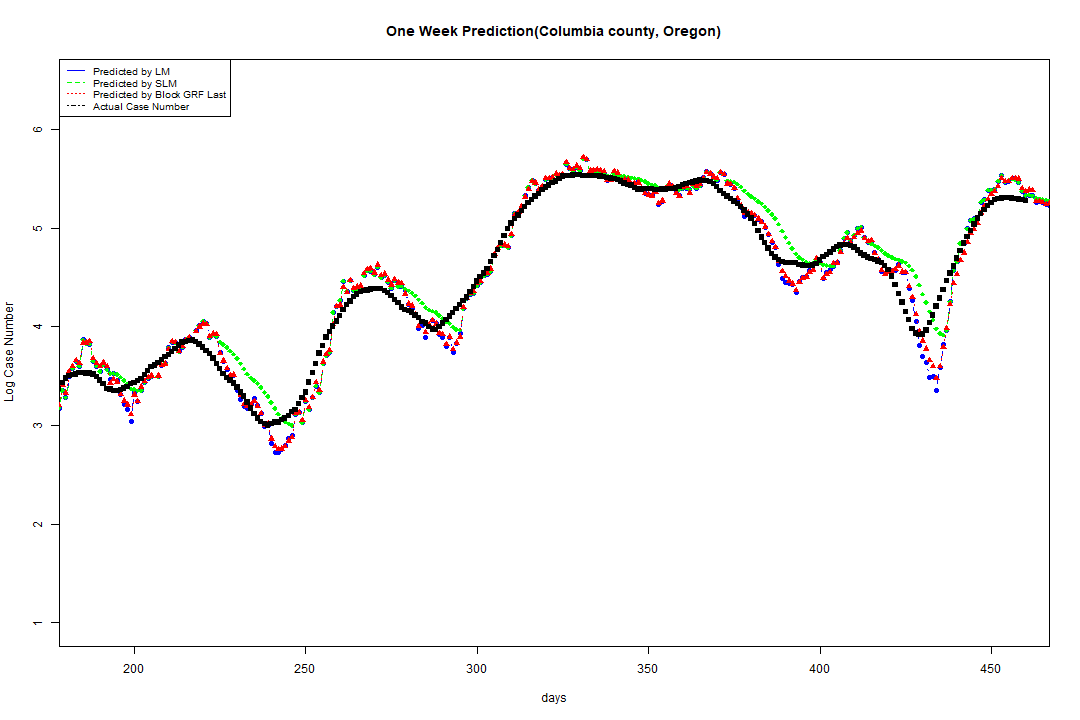 One Week Prediction(Columbia county, Oregon)
Predicted by LM
Predicted by SLM
Predicted by Block GRF Last
Actual Case Number
Log Case Number
6
5
4
3
2
1
200 250 300 350 400 450
days